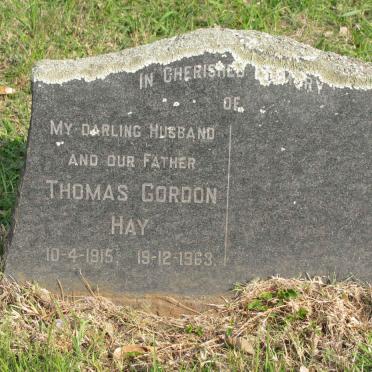 IN CHERISHED MEMORY
OF
MY DARLING HUSBAND
AND OUR FATHER
THOMAS GORDON
HAY
10-4-1915 19-12-1963